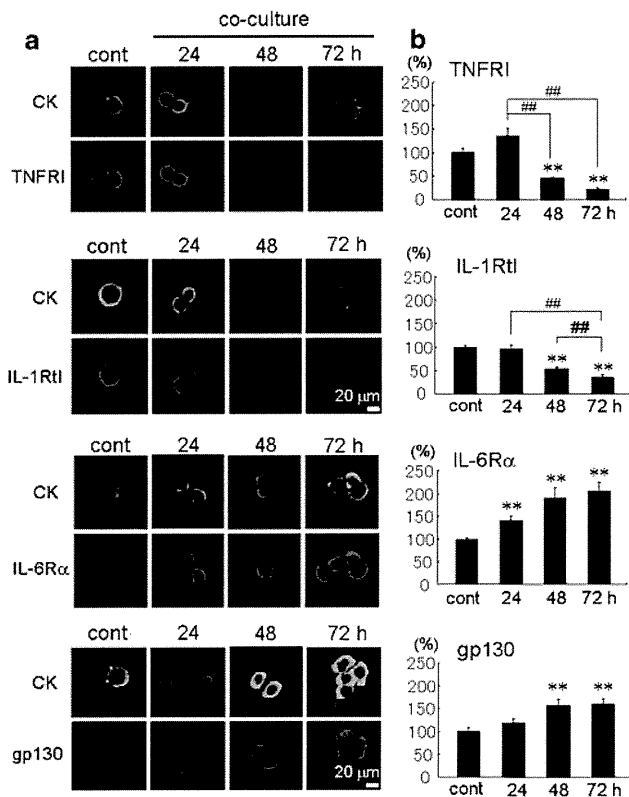 co-culture
a
cont 24 48 72 h
CK
TNFRI
24 48 72 h
cont
CK
IL-1RtI
20 µm
cont 24 48 72 h
CK
IL-6Rα
cont 24 48 72 h
CK
gp130
20 µm
b
(%) TNFRI
250
200
150
100
50
0
##
##
** **
cont 24 48 72 h
(%) IL-1RtI
250
200
150
100
50
0
##
##
** **
cont 24 48 72 h
(%) IL-6Rα
250
200
150
100
50
0
** ** **
cont 24 48 72 h
(%) gp130
250
200
150
100
50
0
** **
cont 24 48 72 h